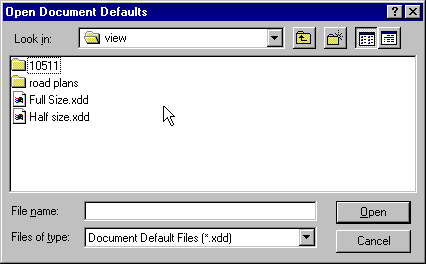 Open Document Defaults
Look in: view
10511
road plans
Full Size.xdd
Half size.xdd
File name: Open
Files of type: Document Default Files (*.xdd) Cancel